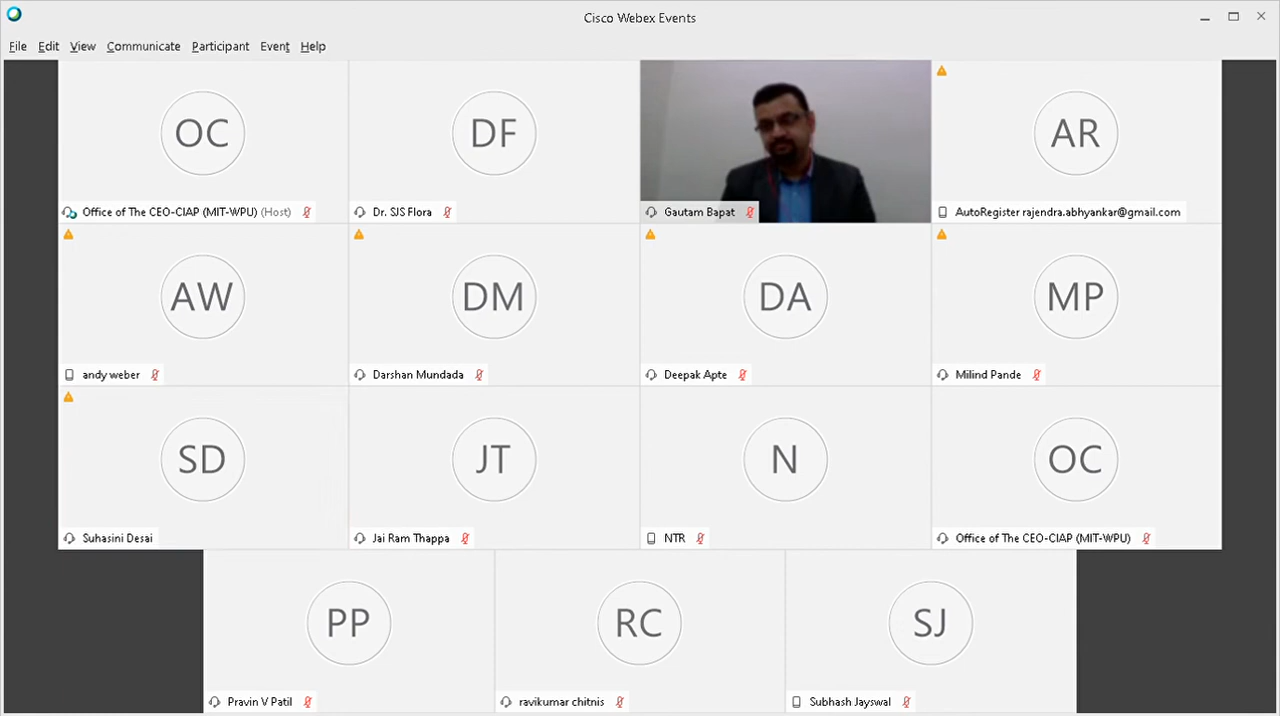 Cisco Webex Events
File Edit View Communicate Participant Event Help
OC
DF
AR
Office of The CEO-CIAP (MIT-WPU) (Host)
Dr. SJS Flora
Gautam Bapat
AutoRegister rajendra.abhyankar@gmail.com
AW
DM
DA
MP
andy weber
Darshan Mundada
Deepak Apte
Milind Pande
SD
JT
N
OC
Suhasini Desai
Jai Ram Thappa
NTR
Office of The CEO-CIAP (MIT-WPU)
PP
RC
SJ
Pravin V Patil
ravikumar chitnis
Subhash Jayswal